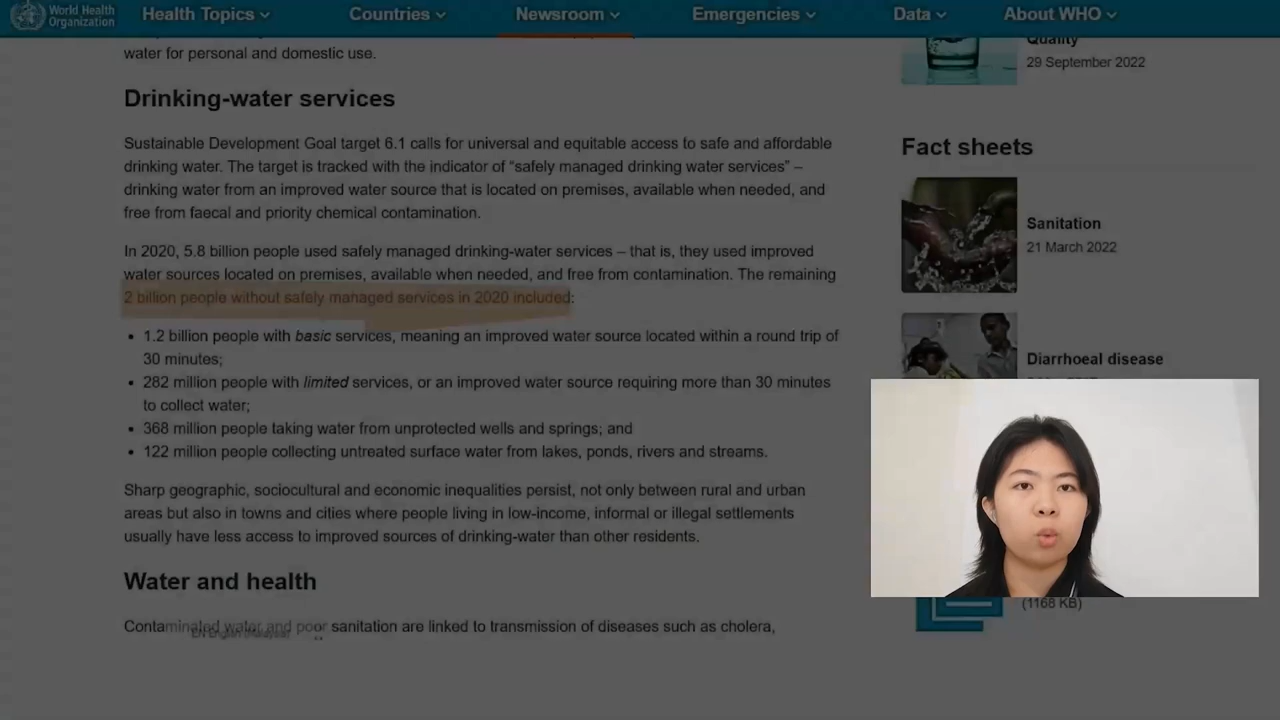 World Health
Organization
Health Topics
Countries
Newsroom
Emergencies
Data
About WHO
water for personal and domestic use.
Drinking-water services
Sustainable Development Goal target 6.1 calls for universal and equitable access to safe and affordable
drinking water. The target is tracked with the indicator of “safely managed drinking water services” –
drinking water from an improved water source that is located on premises, available when needed, and
free from faecal and priority chemical contamination.
In 2020, 5.8 billion people used safely managed drinking-water services – that is, they used improved
water sources located on premises, available when needed, and free from contamination. The remaining
2 billion people without safely managed services in 2020 included:
• 1.2 billion people with basic services, meaning an improved water source located within a round trip of
30 minutes;
• 282 million people with limited services, or an improved water source requiring more than 30 minutes
to collect water;
• 368 million people taking water from unprotected wells and springs; and
• 122 million people collecting untreated surface water from lakes, ponds, rivers and streams.
Sharp geographic, sociocultural and economic inequalities persist, not only between rural and urban
areas but also in towns and cities where people living in low-income, informal or illegal settlements
usually have less access to improved sources of drinking-water than other residents.
Water and health
Contaminated water and poor sanitation are linked to transmission of diseases such as cholera,
EN English (Malaysia)
Quality
29 September 2022
Fact sheets
Sanitation
21 March 2022
Diarrhoeal disease
(1168 KB)